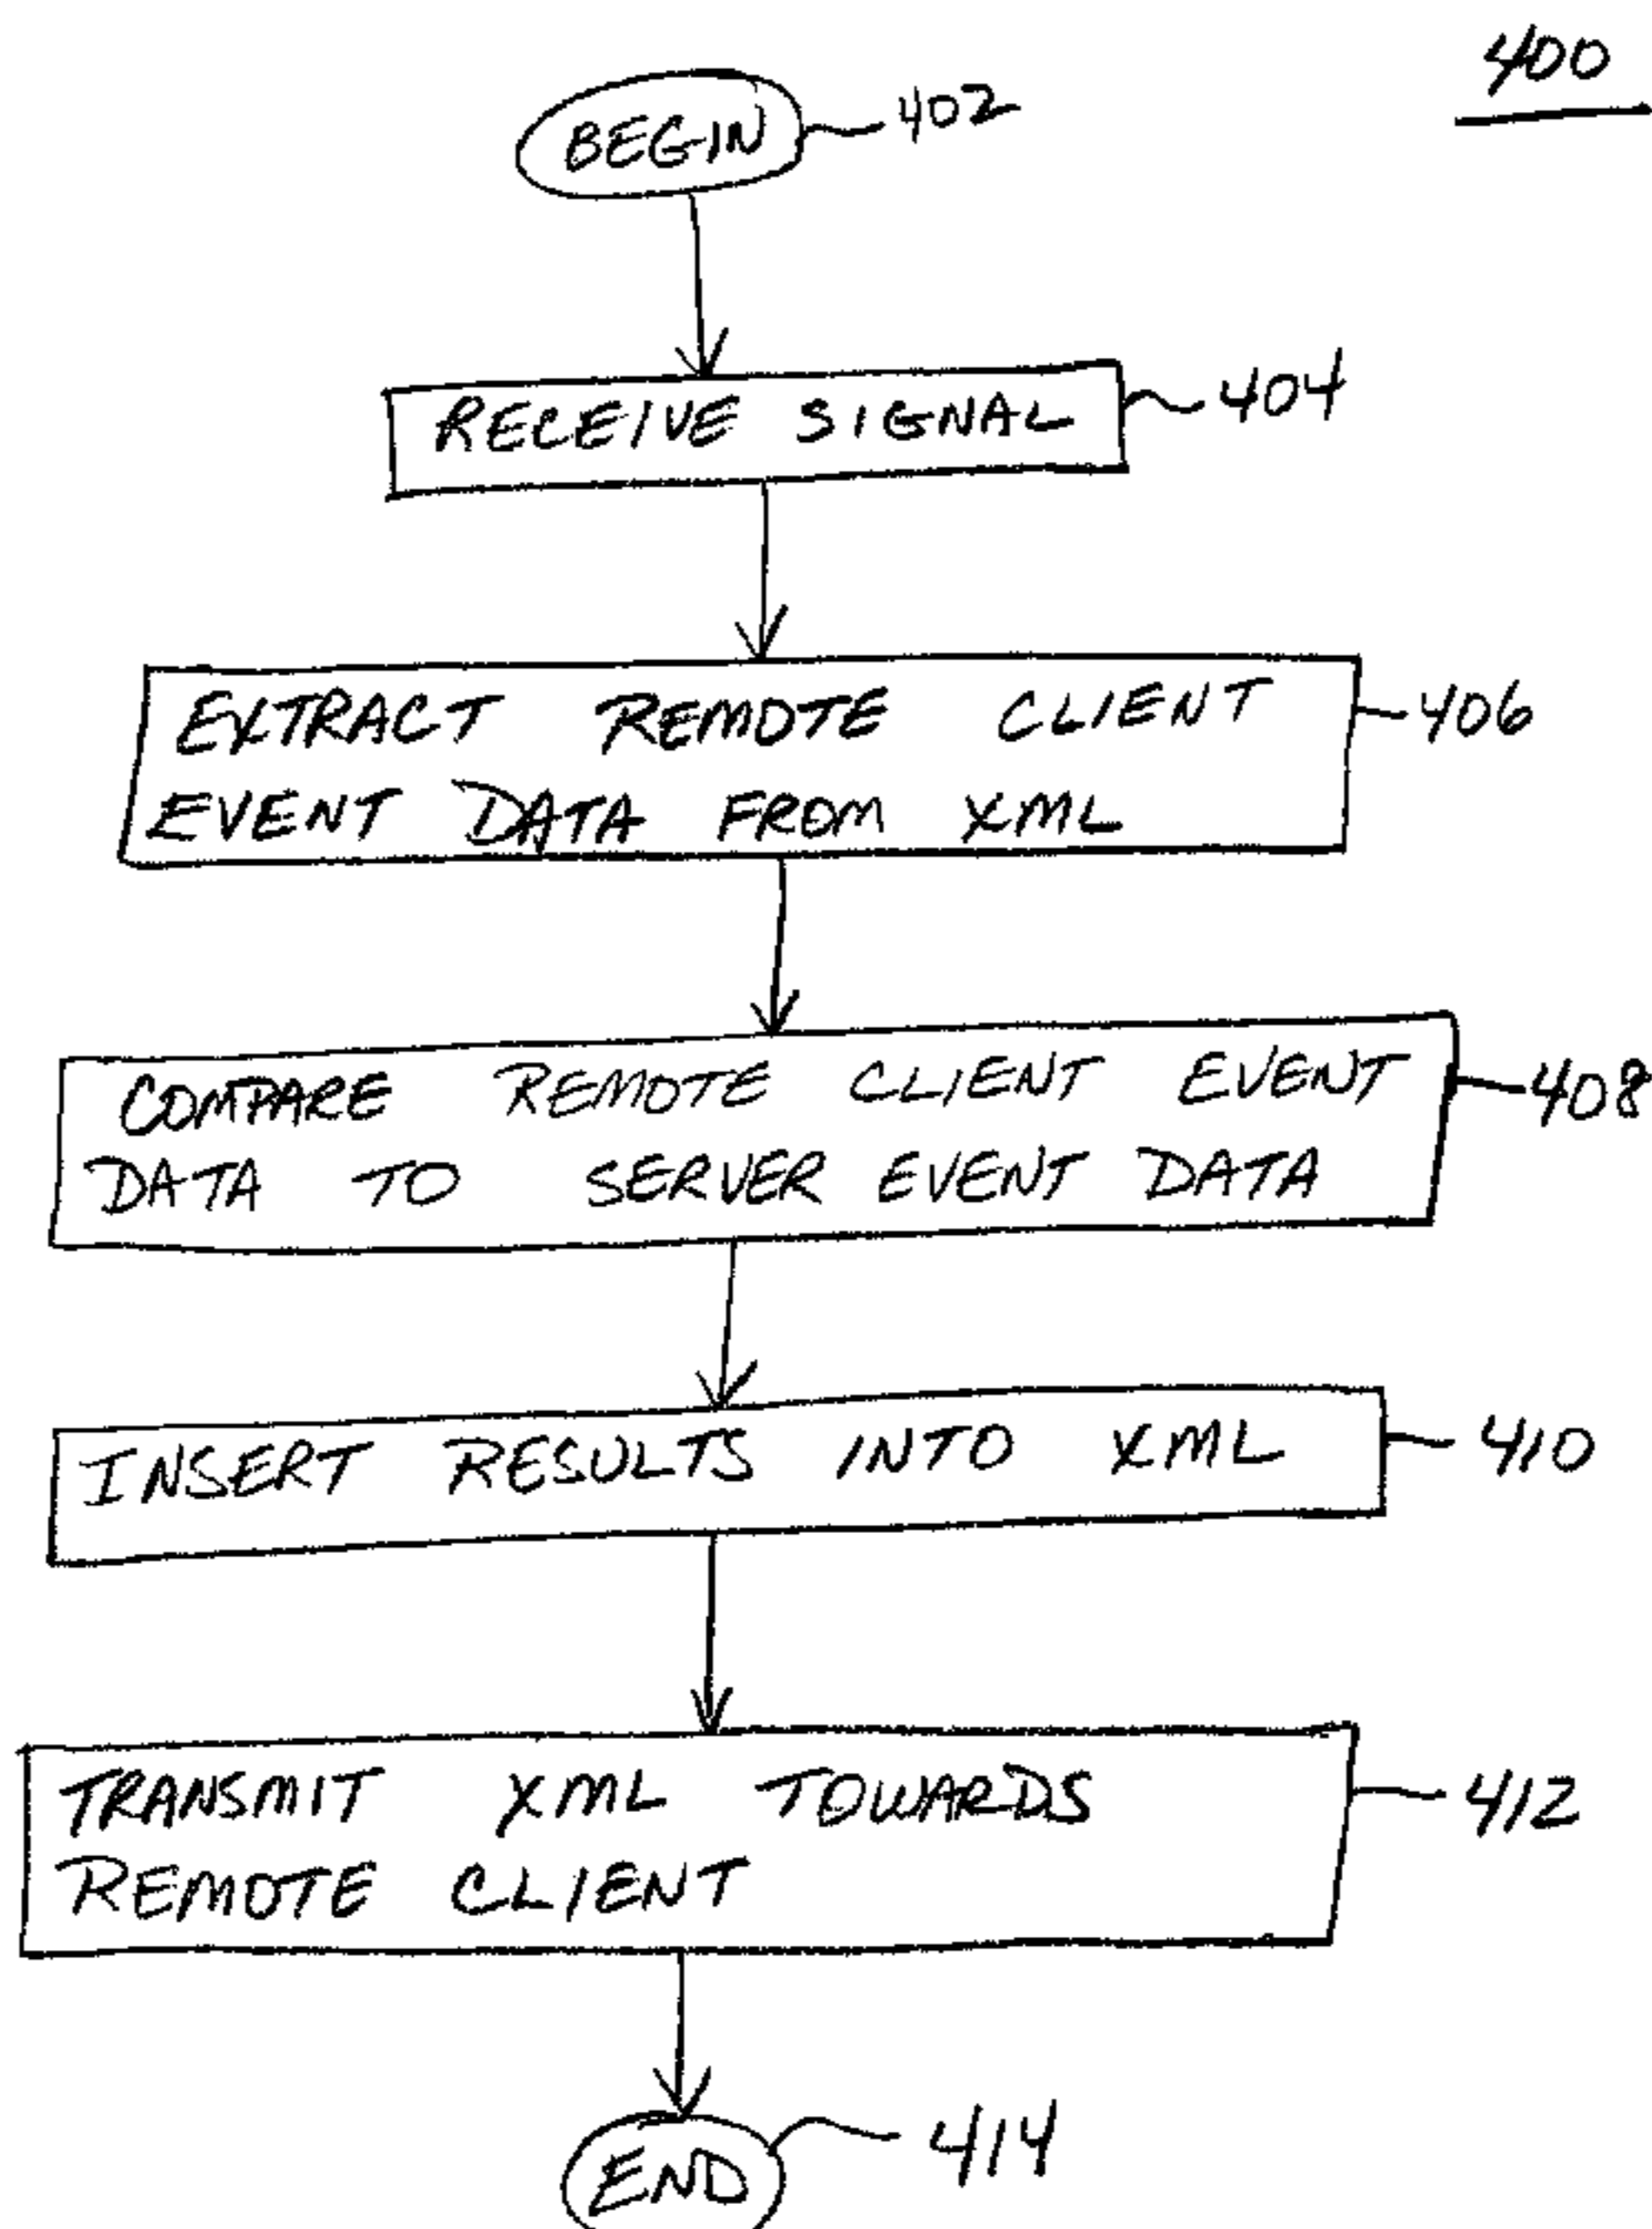 400
BEGIN 402
RECEIVE SIGNAL 404
EXTRACT REMOTE CLIENT 406
EVENT DATA FROM XML
COMPARE REMOTE CLIENT EVENT 408
DATA TO SERVER EVENT DATA
INSERT RESULTS INTO XML 410
TRANSMIT XML TOWARDS 412
REMOTE CLIENT
END 414